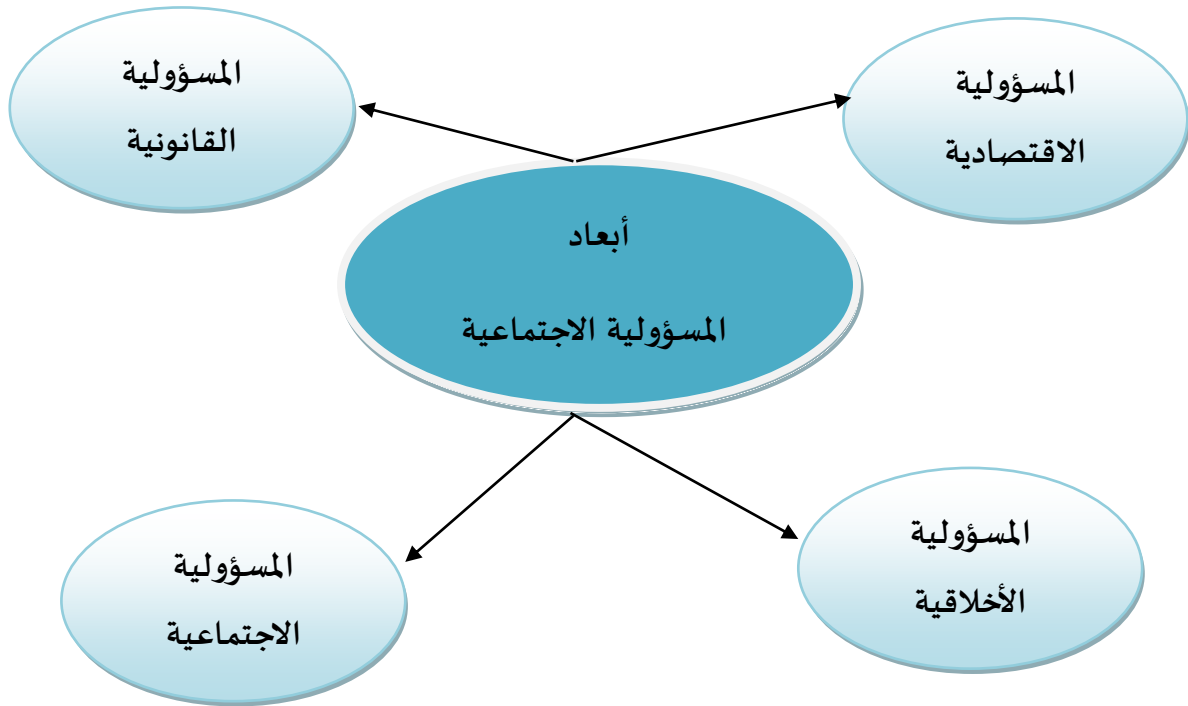 المسؤولية
الاقتصادية
المسؤولية
القانونية
أبعاد
المسؤولية الاجتماعية
المسؤولية
الأخلاقية
المسؤولية
الاجتماعية